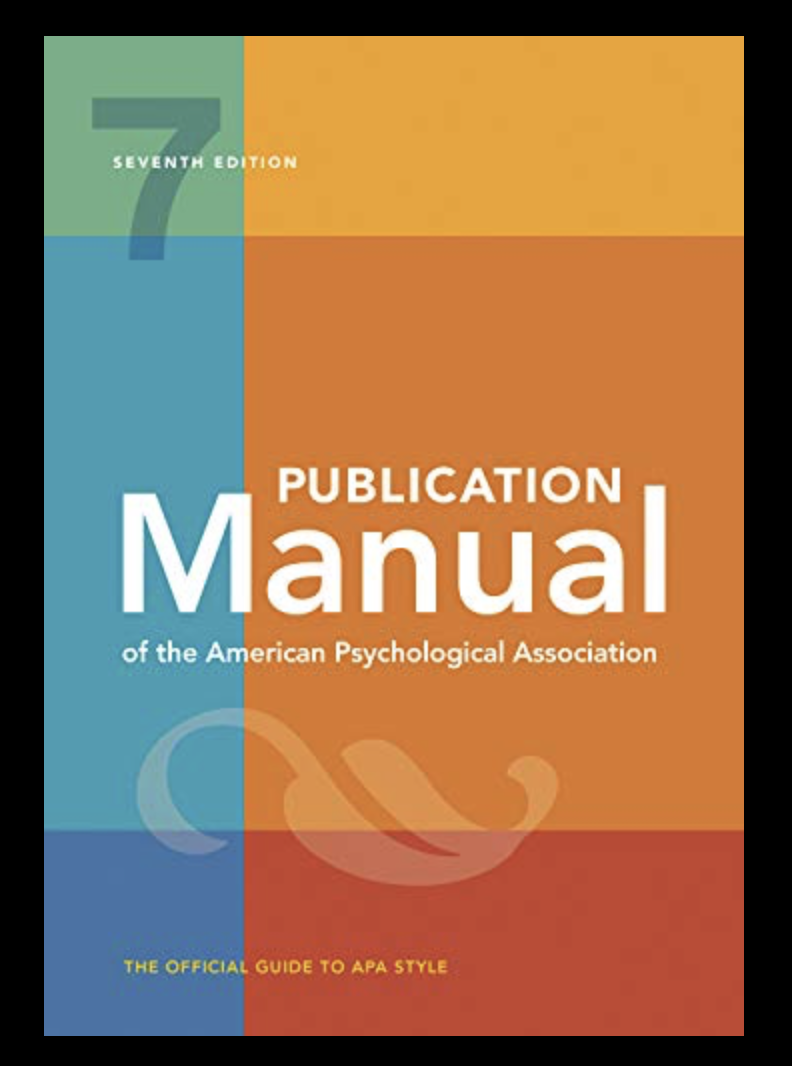 7
SEVENTH EDITION
PUBLICATION
Manual
of the American Psychological Association
THE OFFICIAL GUIDE TO APA STYLE